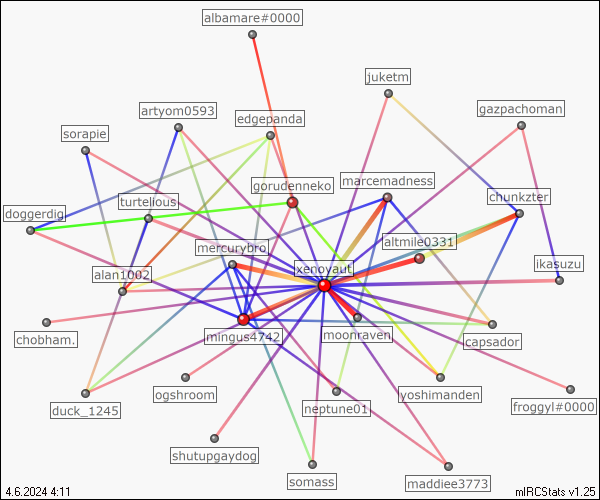 albamare#0000
juketm
artyom0593
gazpachoman
edgepanda
sorapie
gorudenneko
marcemadness
turtelious
chunkzter
doggerdig
altmile0331
mercurybro
xenoyaut
ikasuzu
alan1002
chobham.
mingus4742
moonraven
capsador
ogshroom
yoshimanden
duck_1245
neptune01
froggyl#0000
shutupgaydog
somass
maddiee3773
4.6.2024 4:11
mIRCStats v1.25